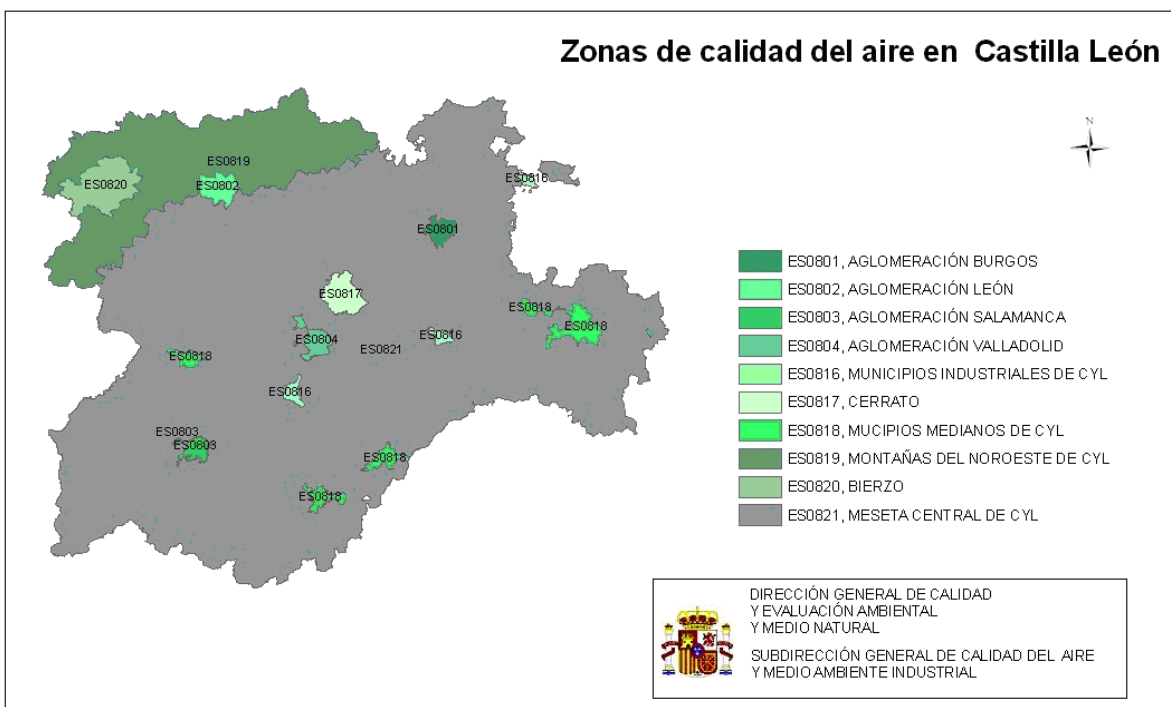 Zonas de calidad del aire en Castilla León
N
ES0819
ES0820
ES0802
ES0816
ES0801
ES0817
ES0818
ES0818
ES0804
ES0816
ES0821
ES0818
ES0816
ES0803
ES0803
ES0818
ES0818
ES0801, AGLOMERACIÓN BURGOS
ES0802, AGLOMERACIÓN LEÓN
ES0803, AGLOMERACIÓN SALAMANCA
ES0804, AGLOMERACIÓN VALLADOLID
ES0816, MUNICIPIOS INDUSTRIALES DE CYL
ES0817, CERRATO
ES0818, MUCIPIOS MEDIANOS DE CYL
ES0819, MONTAÑAS DEL NOROESTE DE CYL
ES0820, BIERZO
ES0821, MESETA CENTRAL DE CYL
DIRECCIÓN GENERAL DE CALIDAD
Y EVALUACIÓN AMBIENTAL
Y MEDIO NATURAL
SUBDIRECCIÓN GENERAL DE CALIDAD DEL AIRE
Y MEDIO AMBIENTE INDUSTRIAL